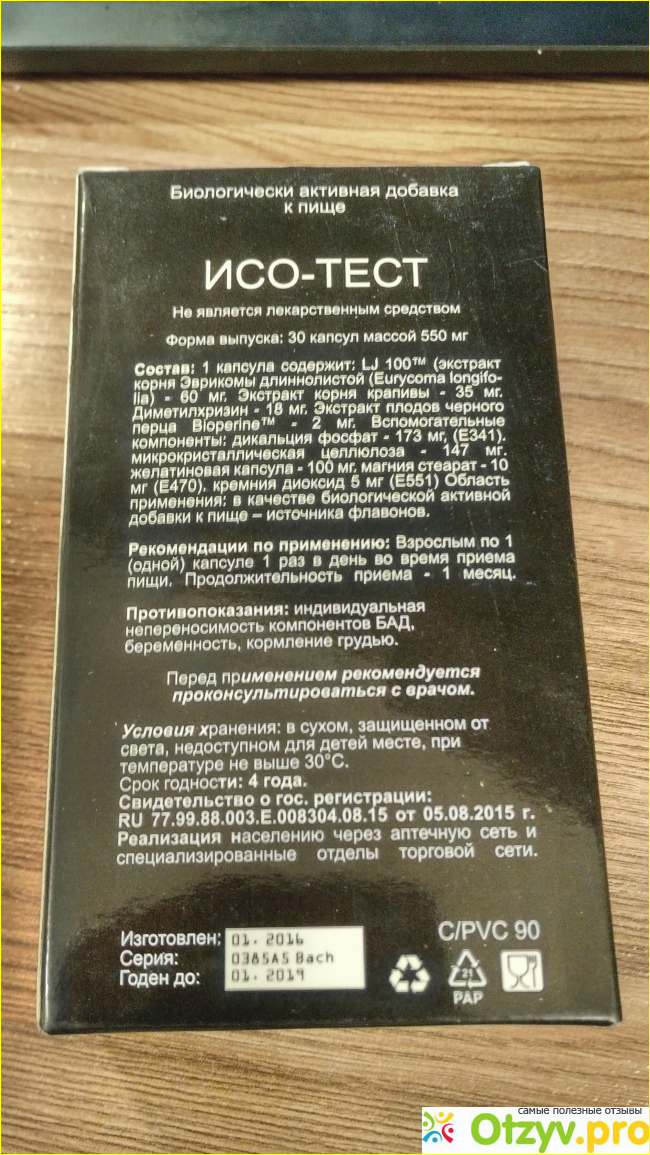 Биологически активная добавка
к пище
ИСО-ТЕСТ
Не является лекарственным средством
Форма выпуска: 30 капсул массой 550 мг
Состав: 1 капсула содержит: LJ 100™ (экстракт
корня Эврикомы длиннолистой (Eurycoma longifo-
lia) - 60 мг. Экстракт корня крапивы - 35 мг.
Диметилхризин - 18 мг. Экстракт плодов черного
перца Bioperine™ - 2 мг. Вспомогательные
компоненты: дикальция фосфат - 173 мг, (E341).
микрокристаллическая целлюлоза - 147 мг.
желатиновая капсула - 100 мг. магния стеарат - 10
мг (E470). кремния диоксид 5 мг (E551) Область
применения: в качестве биологической активной
добавки к пище – источника флавонов.
Рекомендации по применению: Взрослым по 1
(одной) капсуле 1 раз в день во время приема
пищи. Продолжительность приема - 1 месяц.
Противопоказания: индивидуальная
непереносимость компонентов БАД,
беременность, кормление грудью.
Перед применением рекомендуется
проконсультироваться с врачом.
Условия хранения: в сухом, защищенном от
света, недоступном для детей месте, при
температуре не выше 30°C.
Срок годности: 4 года.
Свидетельство о гос. регистрации:
RU 77.99.88.003.E.008304.08.15 от 05.08.2015 г.
Реализация населению через аптечную сеть и
специализированные отделы торговой сети.
Изготовлен: 01. 2016
Серия: 0385A5 Bach
Годен до: 01. 2019
C/PVC 90
21
PAP
самые полезные отзывы
Otzyv.pro